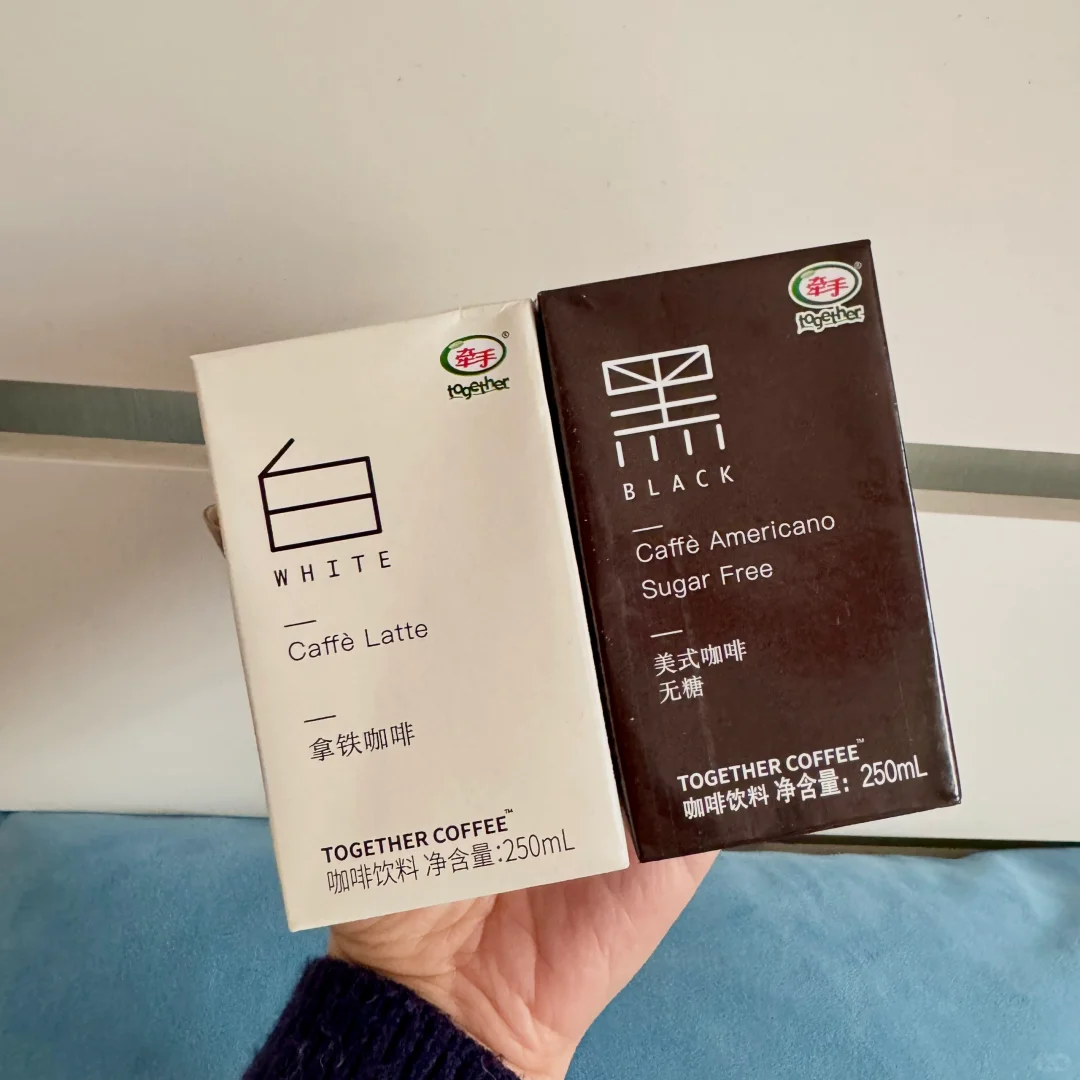 牵手®
together
白
WHITE
Caffè Latte
拿铁咖啡
TOGETHER COFFEE™
咖啡饮料 净含量:250mL
牵手®
together
黑
BLACK
Caffè Americano
Sugar Free
美式咖啡
无糖
TOGETHER COFFEE™
咖啡饮料 净含量：250mL